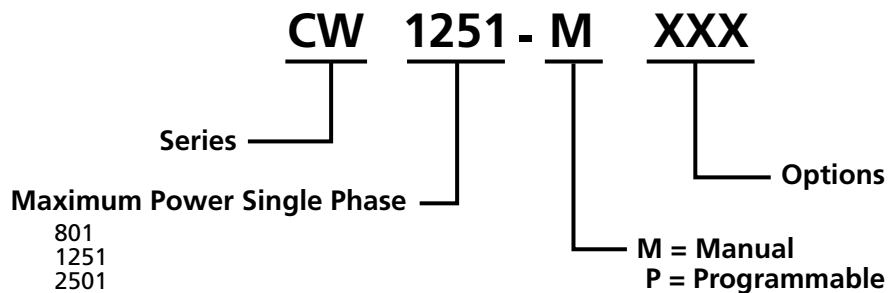 CW 1251 - M XXX
Series
Options
Maximum Power Single Phase
801
1251
2501
M = Manual
P = Programmable